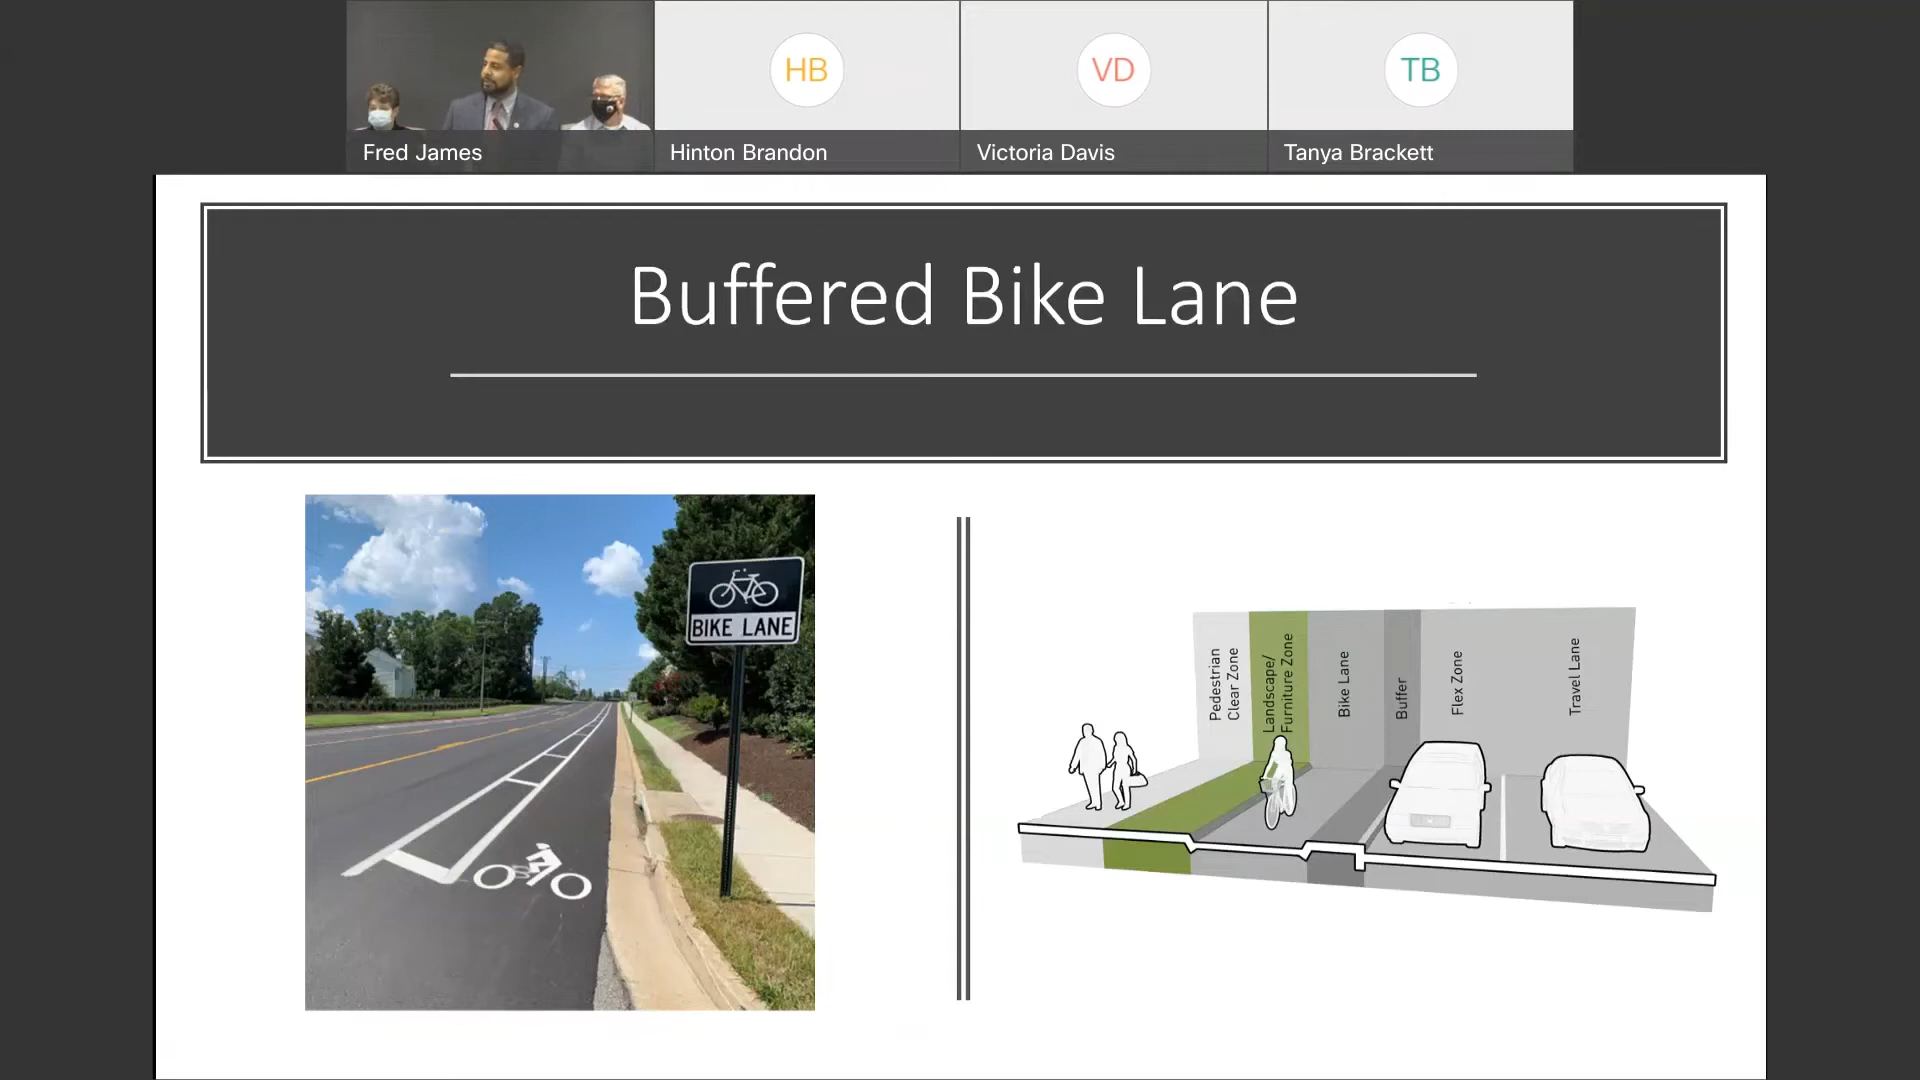 HB
VD
TB
Fred James
Hinton Brandon
Victoria Davis
Tanya Brackett
Buffered Bike Lane
BIKE LANE
Pedestrian
Clear Zone
Landscape/
Furniture Zone
Bike Lane
Buffer
Flex Zone
Travel Lane